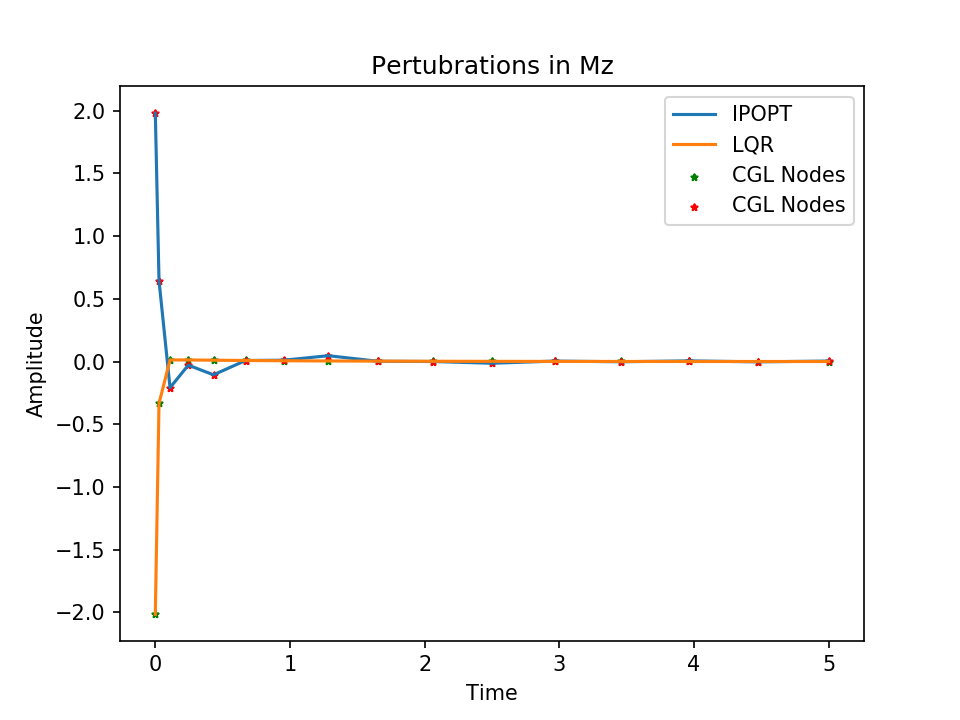 Pertubrations in Mz
IPOPT
LQR
CGL Nodes
CGL Nodes
Amplitude
2.0
1.5
1.0
0.5
0.0
−0.5
−1.0
−1.5
−2.0
0 1 2 3 4 5
Time